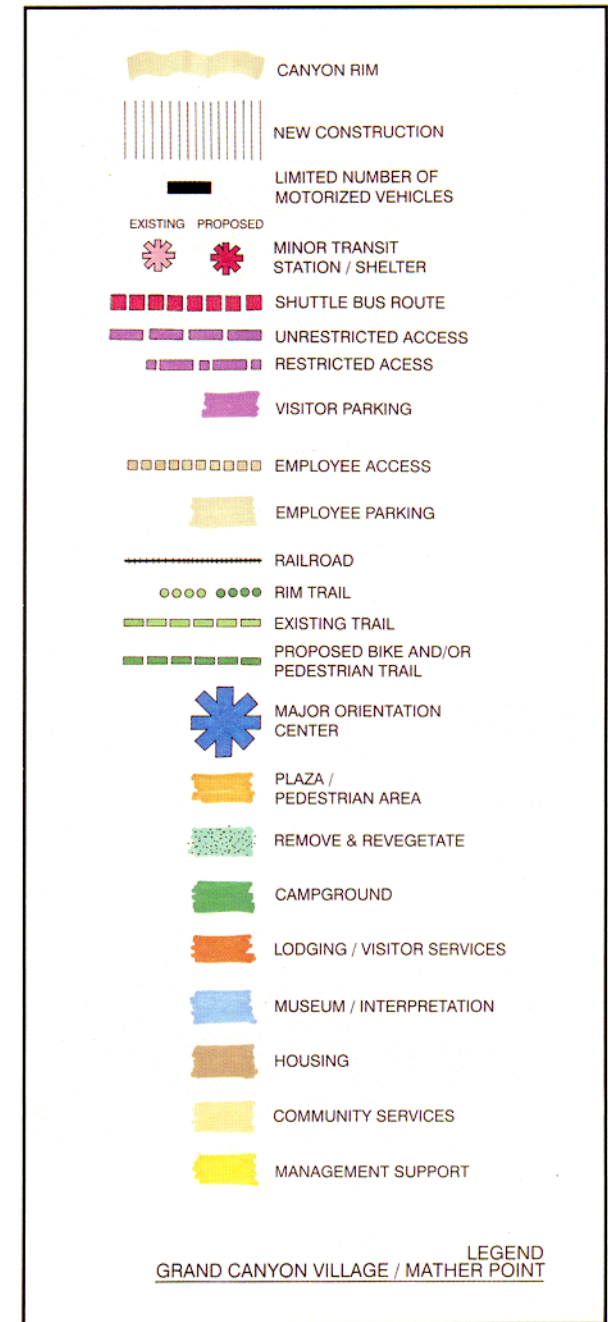 CANYON RIM
NEW CONSTRUCTION
LIMITED NUMBER OF
MOTORIZED VEHICLES
EXISTING PROPOSED
MINOR TRANSIT
STATION / SHELTER
SHUTTLE BUS ROUTE
UNRESTRICTED ACCESS
RESTRICTED ACESS
VISITOR PARKING
EMPLOYEE ACCESS
EMPLOYEE PARKING
RAILROAD
RIM TRAIL
EXISTING TRAIL
PROPOSED BIKE AND/OR
PEDESTRIAN TRAIL
MAJOR ORIENTATION
CENTER
PLAZA /
PEDESTRIAN AREA
REMOVE & REVEGETATE
CAMPGROUND
LODGING / VISITOR SERVICES
MUSEUM / INTERPRETATION
HOUSING
COMMUNITY SERVICES
MANAGEMENT SUPPORT
LEGEND
GRAND CANYON VILLAGE / MATHER POINT